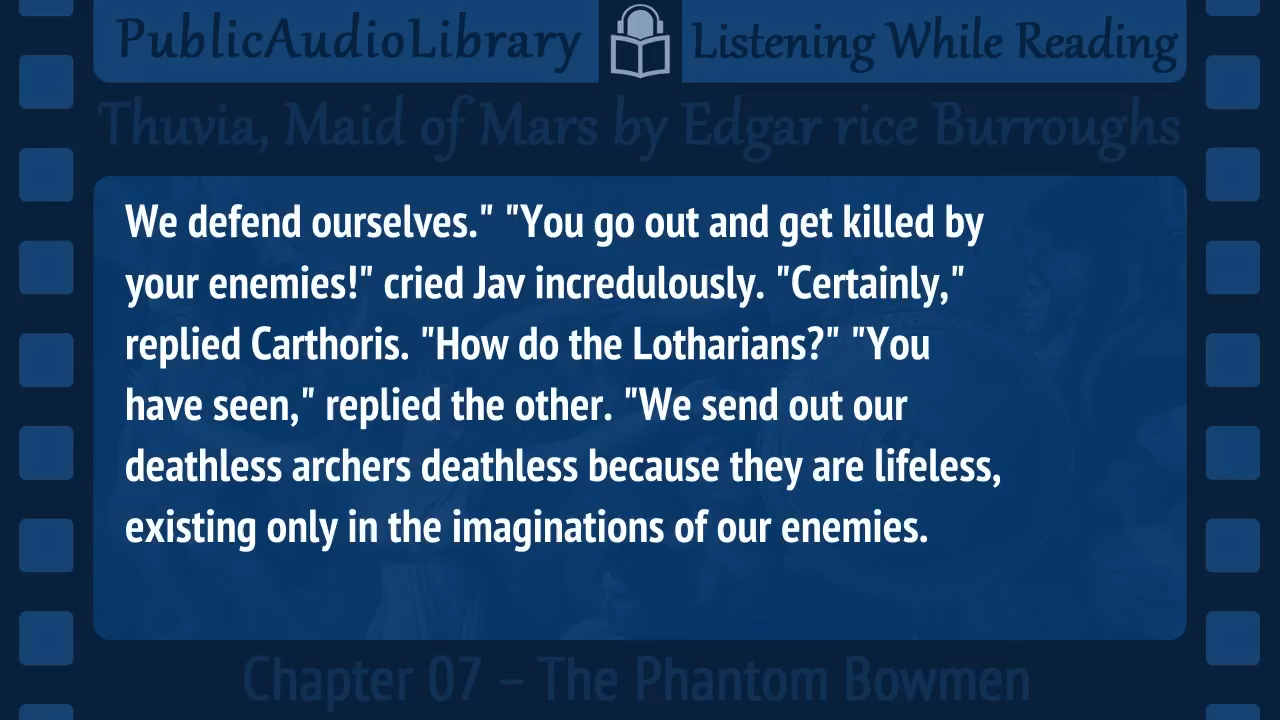 PublicAudioLibrary Listening While Reading
Thuvia, Maid of Mars by Edgar rice Burroughs
We defend ourselves." "You go out and get killed by
your enemies!" cried Jav incredulously. "Certainly,"
replied Carthoris. "How do the Lotharians?" "You
have seen," replied the other. "We send out our
deathless archers deathless because they are lifeless,
existing only in the imaginations of our enemies.
Chapter 07 – The Phantom Bowmen